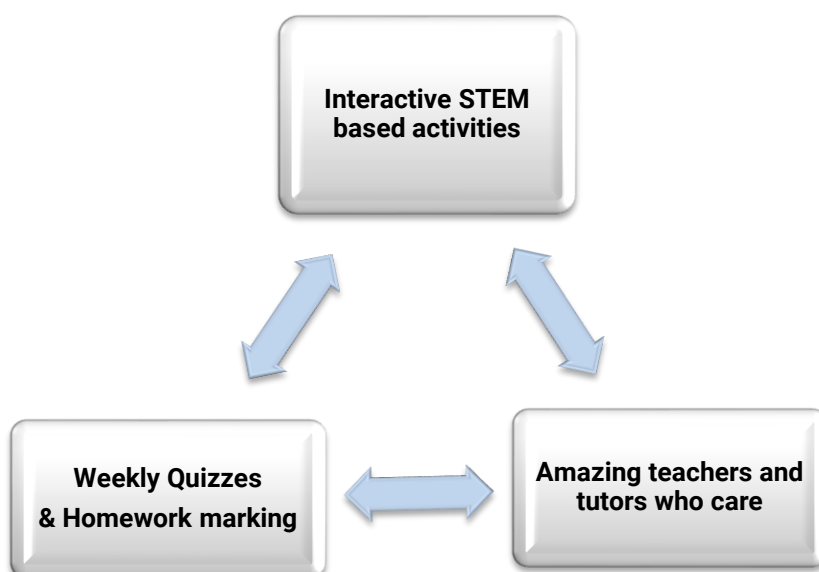 Interactive STEM
based activities
Weekly Quizzes
& Homework marking
Amazing teachers and
tutors who care